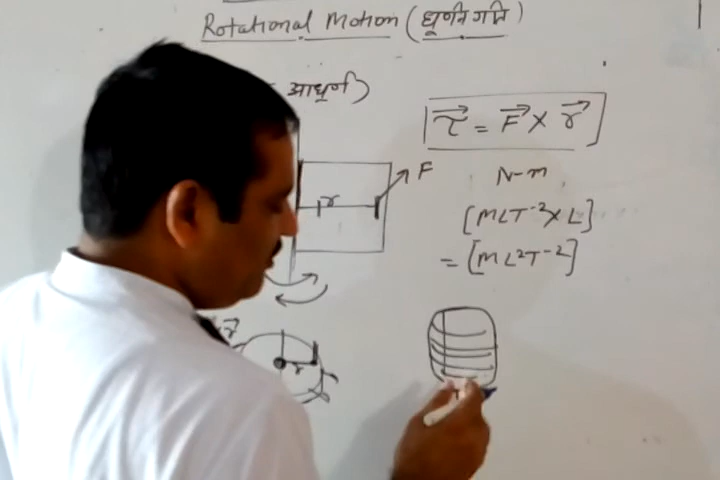 Rotational Motion (घूर्णन गति)
आघूर्ण)
τ⃗ = F⃗ × r⃗
N-m
[MLT⁻² × L]
= [ML²T⁻²]
F
r
r⃗
r